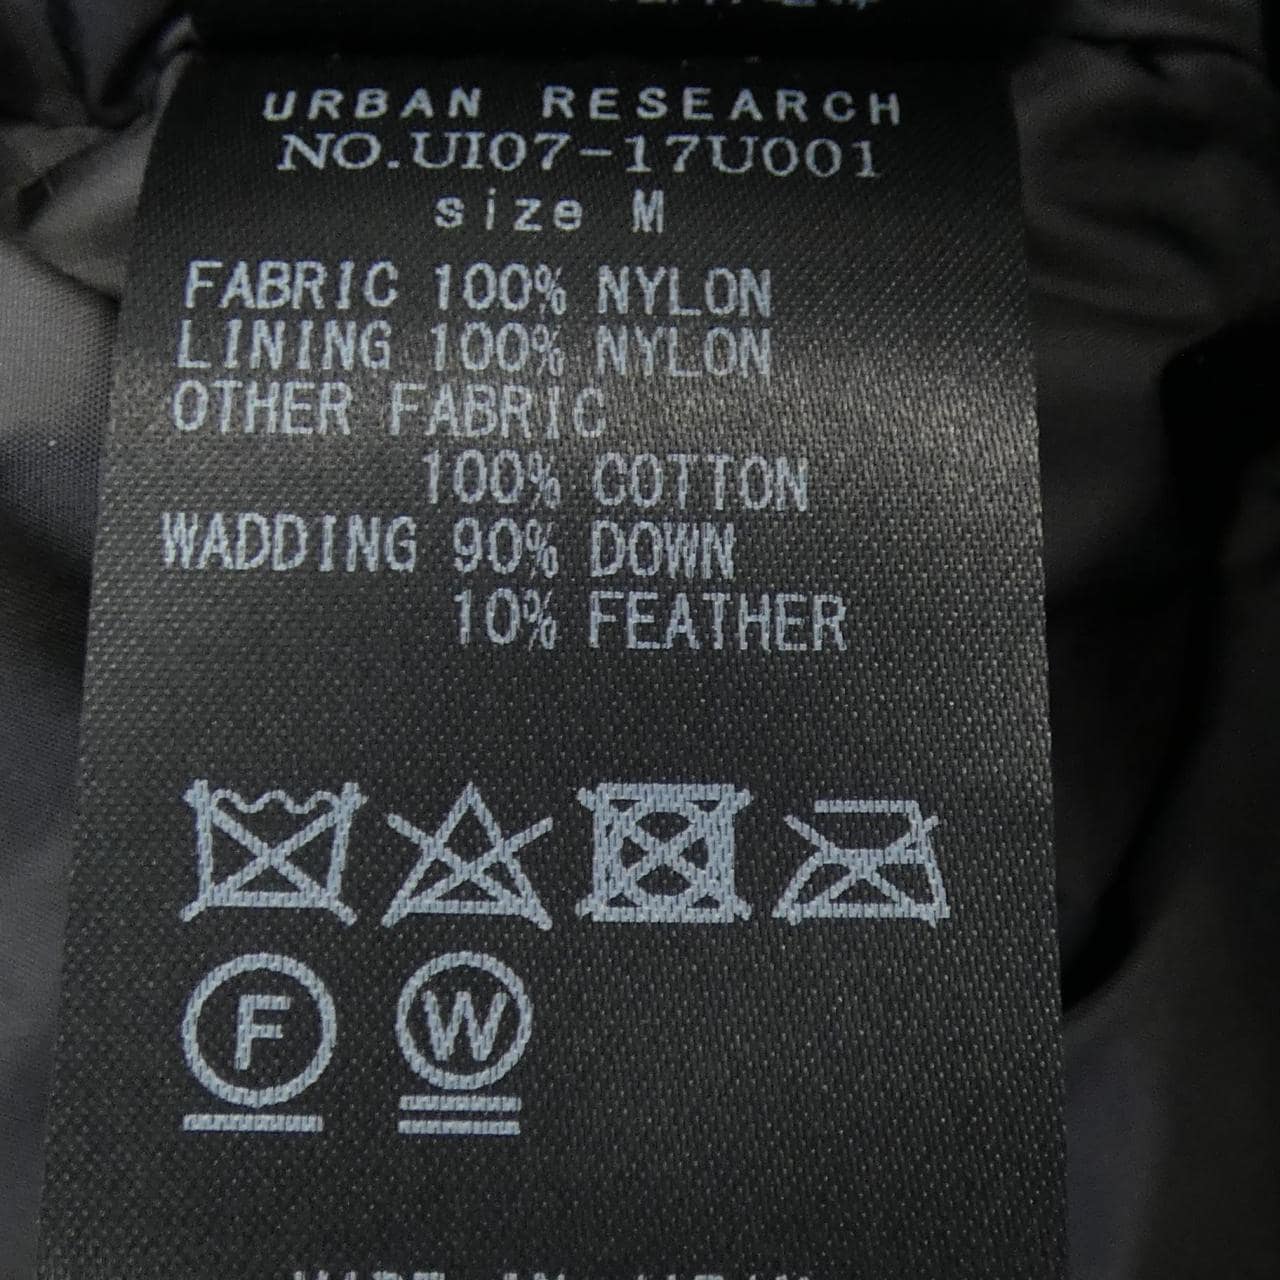 URBAN RESEARCH
NO.UI07-17U001
size M
FABRIC 100% NYLON
LINING 100% NYLON
OTHER FABRIC
100% COTTON
WADDING 90% DOWN
10% FEATHER
F
W